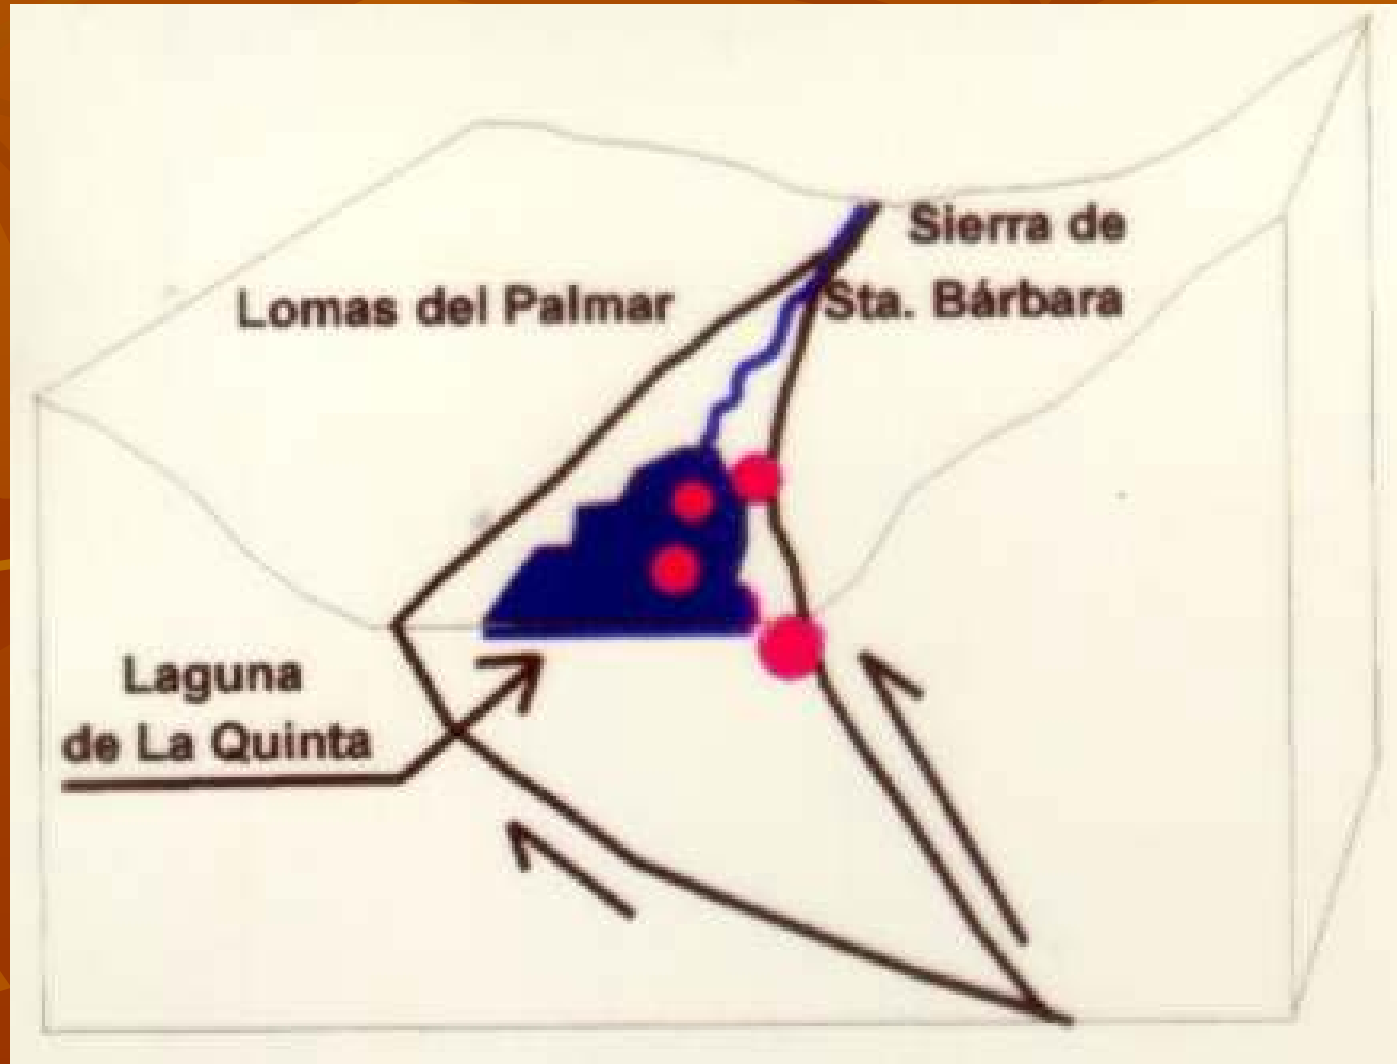 Sierra de
Sta. Bárbara
Lomas del Palmar
Laguna
de La Quinta